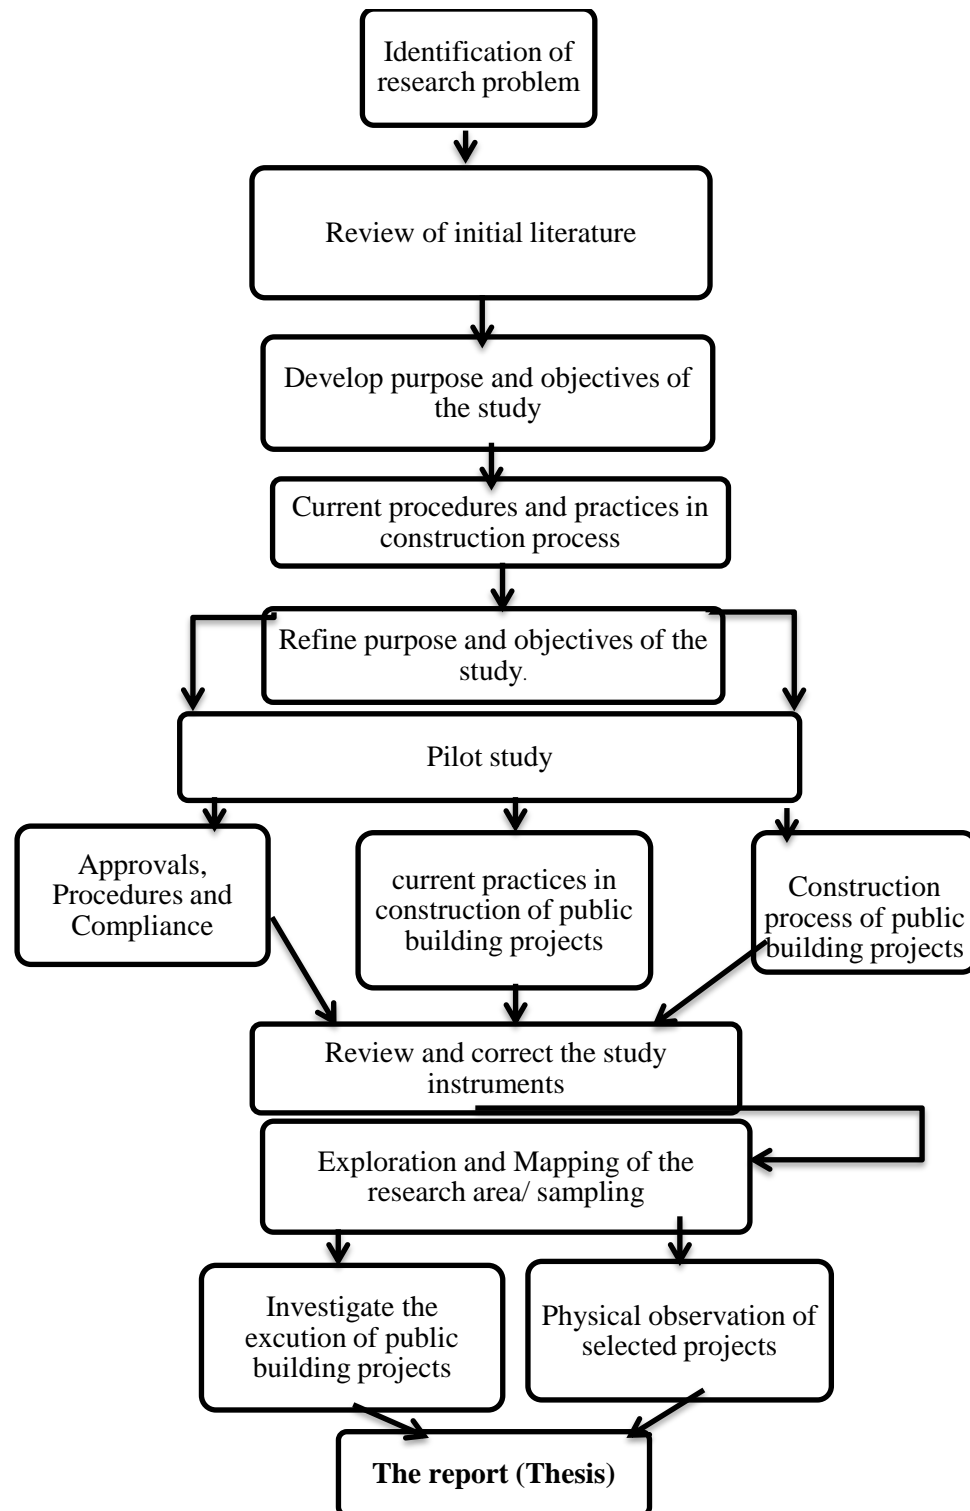 Identification of
research problem
Review of initial literature
Develop purpose and objectives of
the study
Current procedures and practices in
construction process
Refine purpose and objectives of the
study.
Pilot study
Approvals,
Procedures and
Compliance
current practices in
construction of public
building projects
Construction
process of public
building projects
Review and correct the study
instruments
Exploration and Mapping of the
research area/ sampling
Investigate the
excution of public
building projects
Physical observation of
selected projects
The report (Thesis)